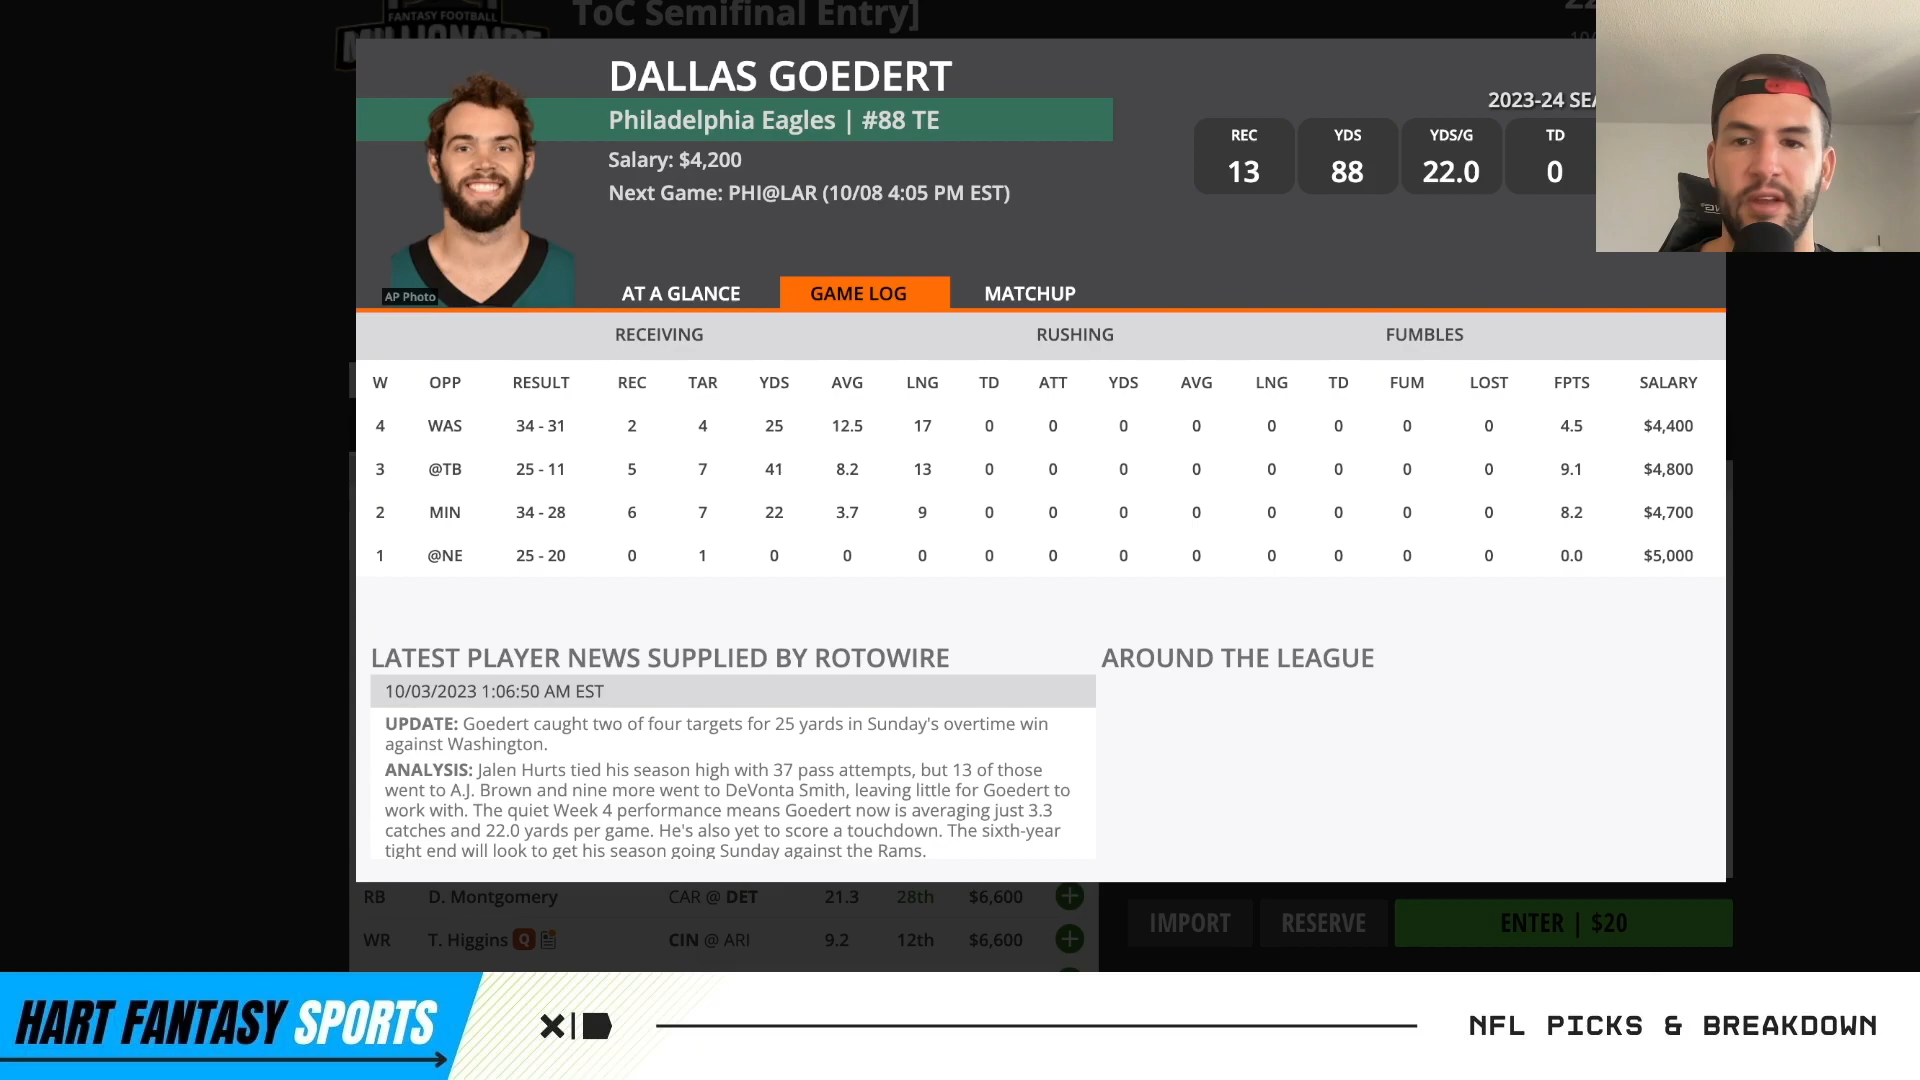 FANTASY FOOTBALL
MILLIONAIRE
ToC Semifinal Entry]
DALLAS GOEDERT
Philadelphia Eagles | #88 TE
Salary: $4,200
Next Game: PHI@LAR (10/08 4:05 PM EST)
2023-24 SEA
REC YDS YDS/G TD
13 88 22.0 0
AP Photo
AT A GLANCE GAME LOG MATCHUP
RECEIVING RUSHING FUMBLES
W OPP RESULT REC TAR YDS AVG LNG TD ATT YDS AVG LNG TD FUM LOST FPTS SALARY
4 WAS 34 - 31 2 4 25 12.5 17 0 0 0 0 0 0 0 0 4.5 $4,400
3 @TB 25 - 11 5 7 41 8.2 13 0 0 0 0 0 0 0 0 9.1 $4,800
2 MIN 34 - 28 6 7 22 3.7 9 0 0 0 0 0 0 0 0 8.2 $4,700
1 @NE 25 - 20 0 1 0 0 0 0 0 0 0 0 0 0 0 0.0 $5,000
LATEST PLAYER NEWS SUPPLIED BY ROTOWIRE
AROUND THE LEAGUE
10/03/2023 1:06:50 AM EST
UPDATE: Goedert caught two of four targets for 25 yards in Sunday's overtime win
against Washington.
ANALYSIS: Jalen Hurts tied his season high with 37 pass attempts, but 13 of those
went to A.J. Brown and nine more went to DeVonta Smith, leaving little for Goedert to
work with. The quiet Week 4 performance means Goedert now is averaging just 3.3
catches and 22.0 yards per game. He's also yet to score a touchdown. The sixth-year
tight end will look to get his season going Sunday against the Rams.
RB D. Montgomery CAR @ DET 21.3 28th $6,600
WR T. Higgins Q CIN @ ARI 9.2 12th $6,600
IMPORT RESERVE ENTER | $20
HART FANTASY SPORTS
NFL PICKS & BREAKDOWN